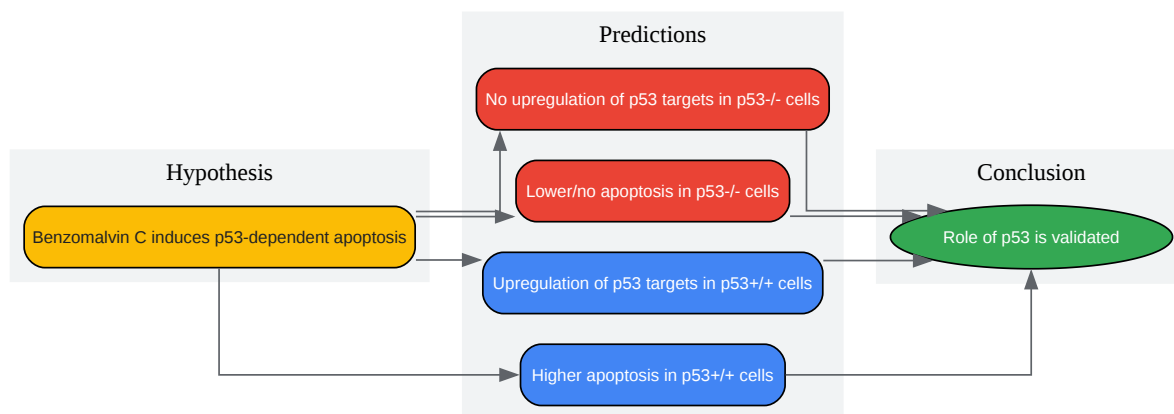 Predictions
No upregulation of p53 targets in p53-/- cells
Hypothesis
Lower/no apoptosis in p53-/- cells
Conclusion
Benzomalvin C induces p53-dependent apoptosis
Role of p53 is validated
Upregulation of p53 targets in p53+/+ cells
Higher apoptosis in p53+/+ cells